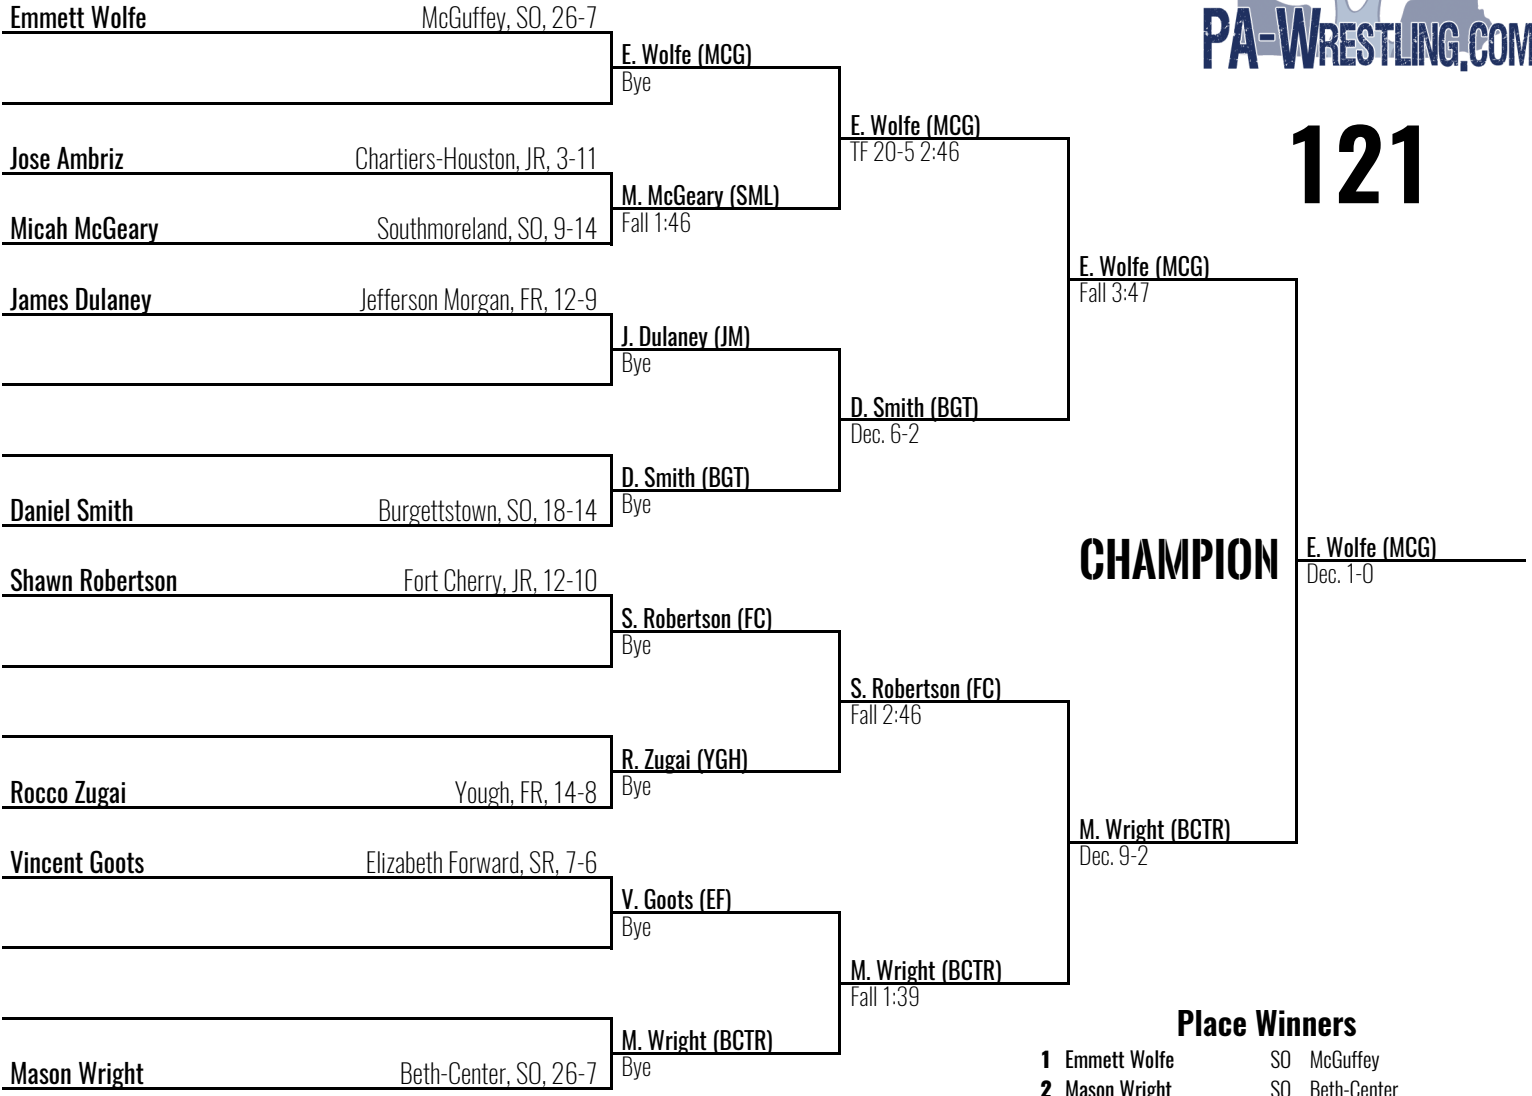 Emmett Wolfe McGuffey, SO, 26-7
E. Wolfe (MCG)
Bye
Jose Ambriz Chartiers-Houston, JR, 3-11
M. McGeary (SML)
Fall 1:46
Micah McGeary Southmoreland, SO, 9-14
E. Wolfe (MCG)
TF 20-5 2:46
James Dulaney Jefferson Morgan, FR, 12-9
J. Dulaney (JM)
Bye
D. Smith (BGT)
Bye
Daniel Smith Burgettstown, SO, 18-14
D. Smith (BGT)
Dec. 6-2
E. Wolfe (MCG)
Fall 3:47
Shawn Robertson Fort Cherry, JR, 12-10
S. Robertson (FC)
Bye
R. Zugai (YGH)
Bye
Rocco Zugai Yough, FR, 14-8
S. Robertson (FC)
Fall 2:46
Vincent Goots Elizabeth Forward, SR, 7-6
V. Goots (EF)
Bye
M. Wright (BCTR)
Bye
Mason Wright Beth-Center, SO, 26-7
M. Wright (BCTR)
Fall 1:39
M. Wright (BCTR)
Dec. 9-2
PA-WRESTLING.COM
121
CHAMPION
E. Wolfe (MCG)
Dec. 1-0
Place Winners
1 Emmett Wolfe SO McGuffey
2 Mason Wright SO Beth-Center